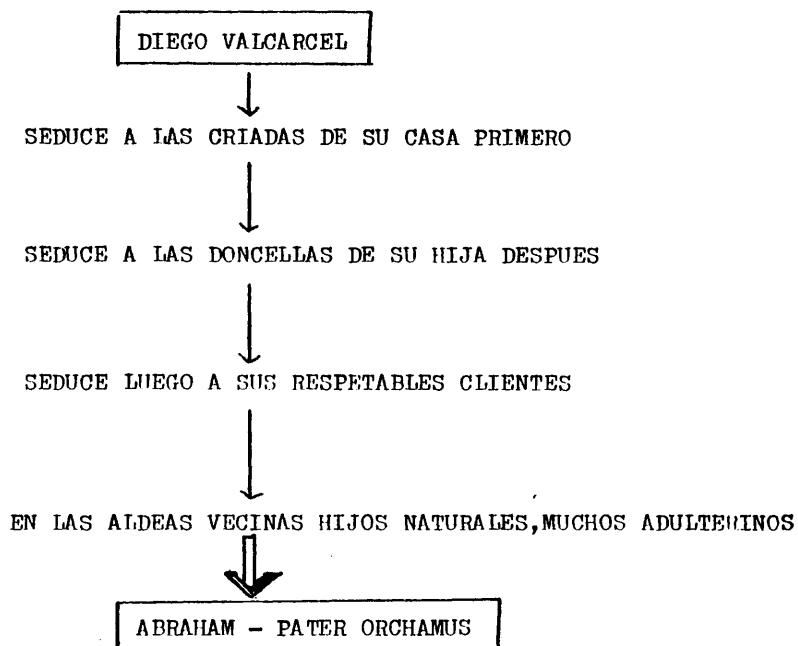 DIEGO VALCARCEL
SEDUCE A LAS CRIADAS DE SU CASA PRIMERO
SEDUCE A LAS DONCELLAS DE SU HIJA DESPUES
SEDUCE LUEGO A SUS RESPETABLES CLIENTES
EN LAS ALDEAS VECINAS HIJOS NATURALES,MUCHOS ADULTERINOS
ABRAHAM - PATER ORCHAMUS